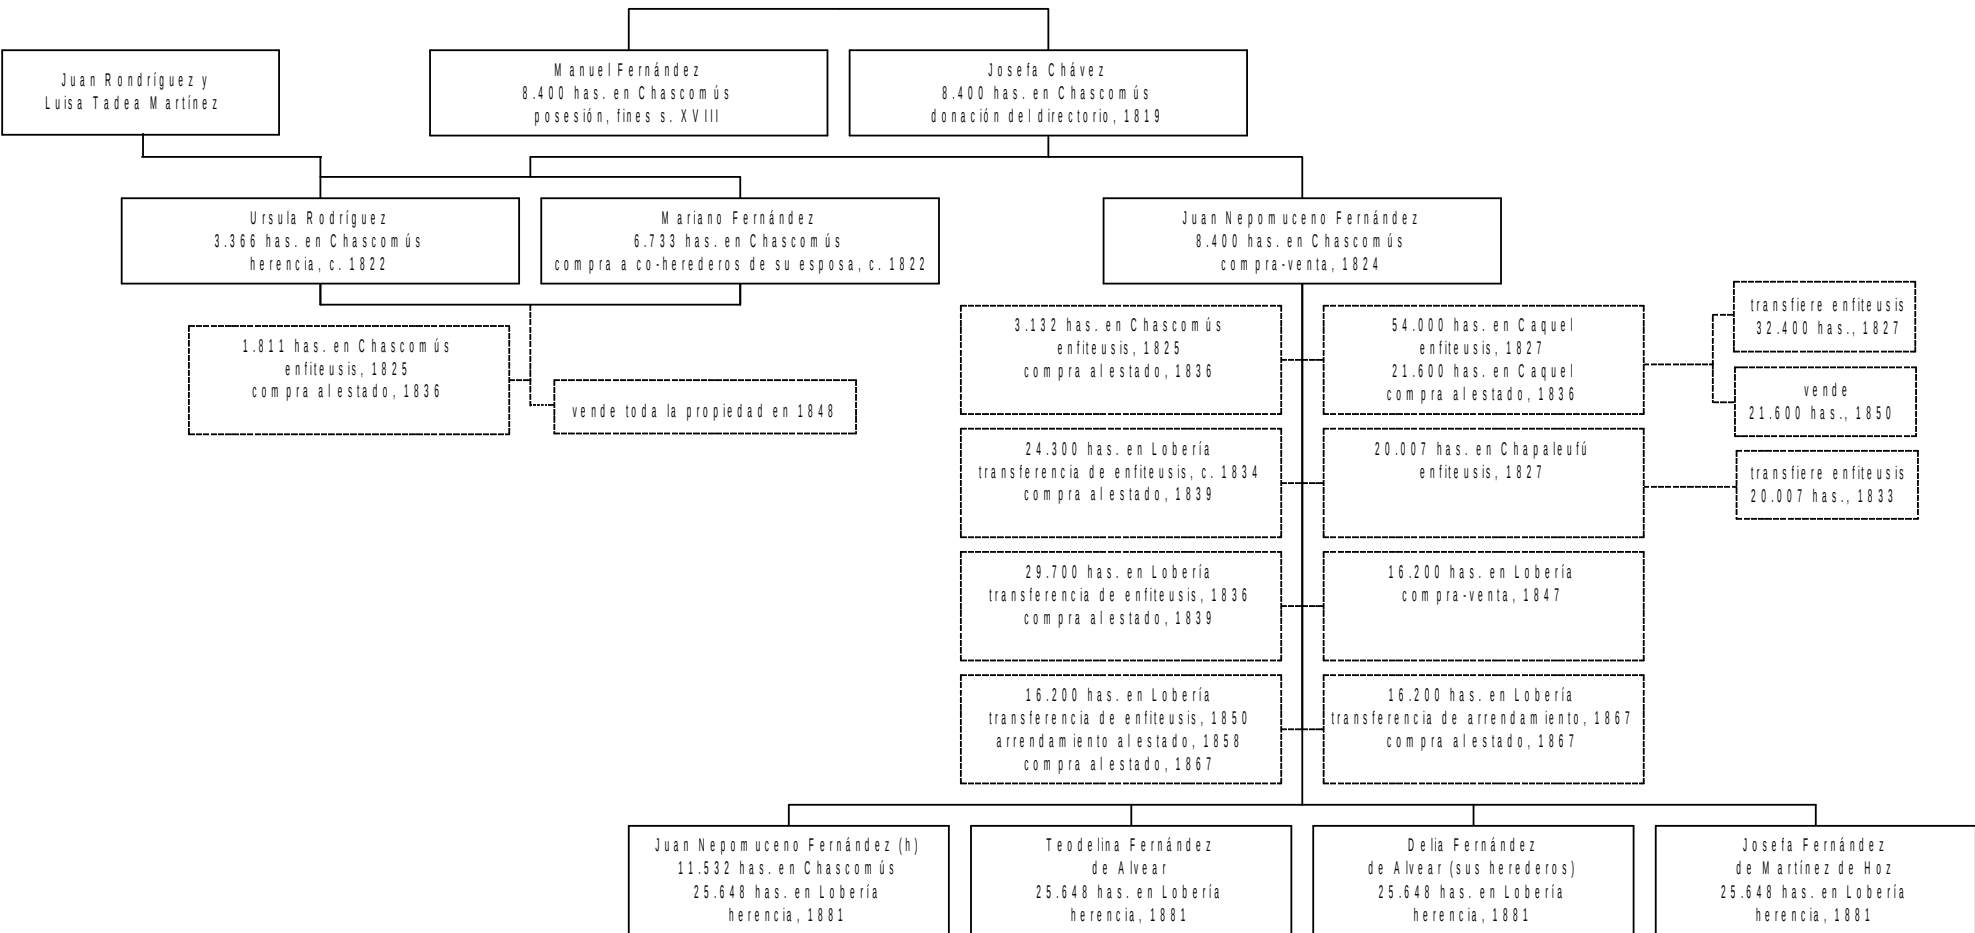 Juan Rondríguez y
Luisa Tadea Martínez
Manuel Fernández
8.400 has. en Chascomús
posesión, fines s. XVIII
Josefa Chávez
8.400 has. en Chascomús
donación del directorio, 1819
Ursula Rodríguez
3.366 has. en Chascomús
herencia, c. 1822
Mariano Fernández
6.733 has. en Chascomús
compra a co-herederos de su esposa, c. 1822
Juan Nepomuceno Fernández
8.400 has. en Chascomús
compra-venta, 1824
1.811 has. en Chascomús
enfiteusis, 1825
compra al estado, 1836
vende toda la propiedad en 1848
3.132 has. en Chascomús
enfiteusis, 1825
compra al estado, 1836
54.000 has. en Caquel
enfiteusis, 1827
21.600 has. en Caquel
compra al estado, 1836
transfiere enfiteusis
32.400 has., 1827
vende
21.600 has., 1850
24.300 has. en Lobería
transferencia de enfiteusis, c. 1834
compra al estado, 1839
20.007 has. en Chapaleufú
enfiteusis, 1827
transfiere enfiteusis
20.007 has., 1833
29.700 has. en Lobería
transferencia de enfiteusis, 1836
compra al estado, 1839
16.200 has. en Lobería
compra-venta, 1847
16.200 has. en Lobería
transferencia de enfiteusis, 1850
arrendamiento al estado, 1858
compra al estado, 1867
16.200 has. en Lobería
transferencia de arrendamiento, 1867
compra al estado, 1867
Juan Nepomuceno Fernández (h)
11.532 has. en Chascomús
25.648 has. en Lobería
herencia, 1881
Teodelina Fernández
de Alvear
25.648 has. en Lobería
herencia, 1881
Delia Fernández
de Alvear (sus herederos)
25.648 has. en Lobería
herencia, 1881
Josefa Fernández
de Martínez de Hoz
25.648 has. en Lobería
herencia, 1881